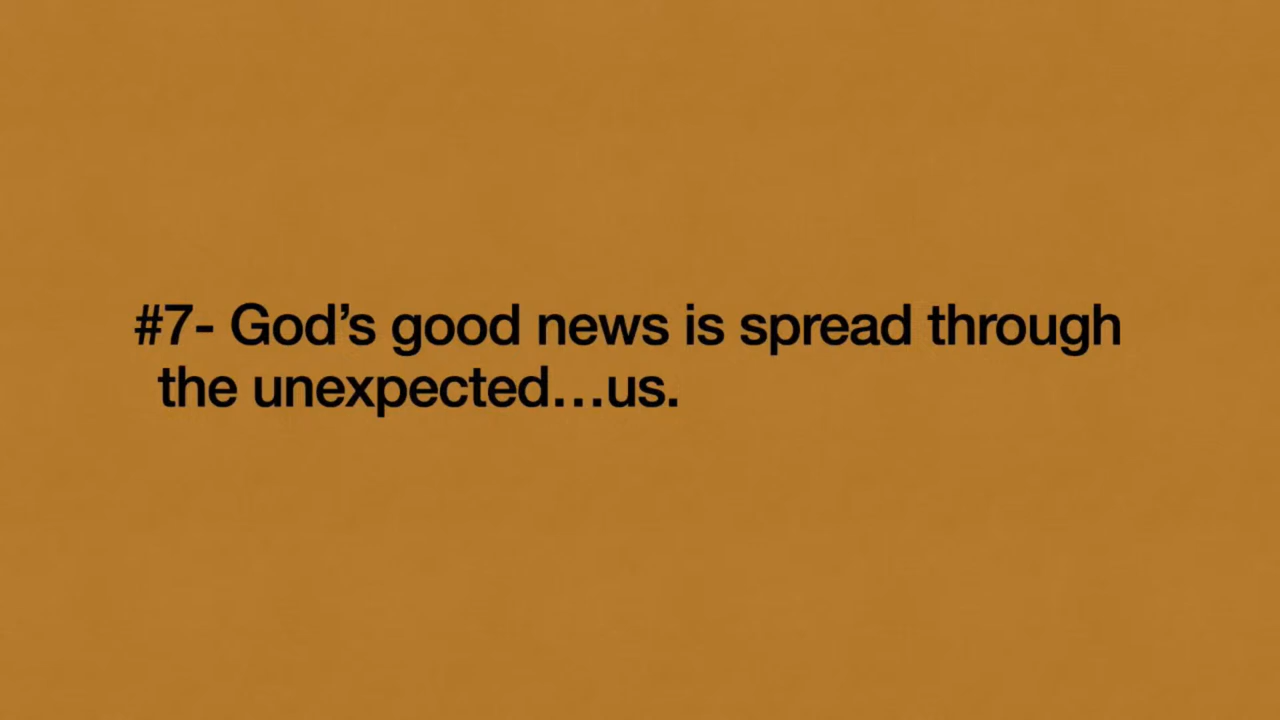 #7- God’s good news is spread through
the unexpected…us.